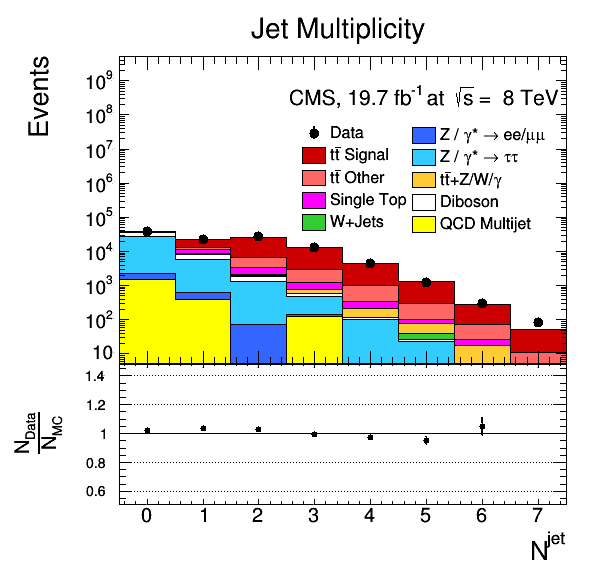 Jet Multiplicity
Events
CMS, 19.7 fb⁻¹ at √s = 8 TeV
Data
tt̄ Signal
tt̄ Other
Single Top
W+Jets
Z / γ* → ee/μμ
Z / γ* → ττ
tt̄+Z/W/γ
Diboson
QCD Multijet
10⁹
10⁸
10⁷
10⁶
10⁵
10⁴
10³
10²
10
N_Data
N_MC
1.4
1.2
1
0.8
0.6
0 1 2 3 4 5 6 7
N^jet